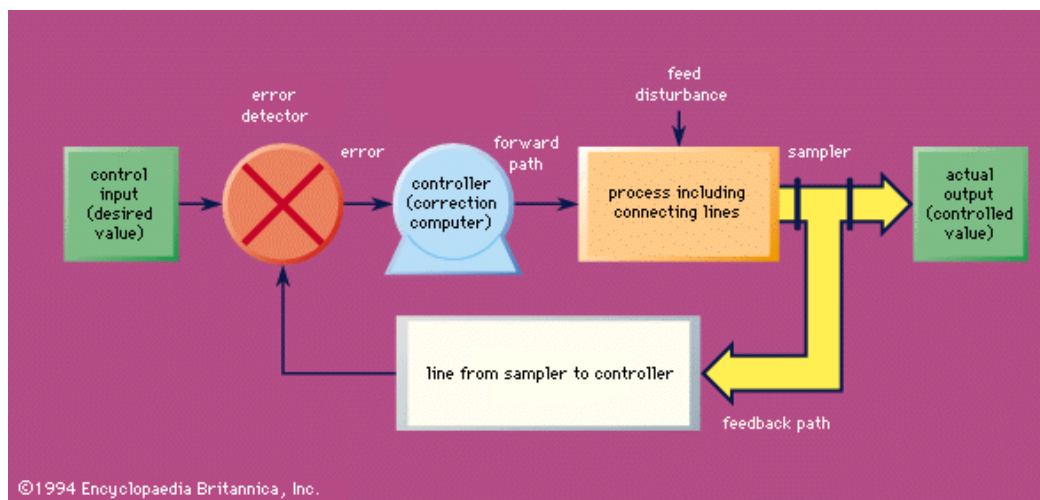 feed
disturbance
error
detector
error
forward
path
sampler
control
input
(desired
value)
controller
(correction
computer)
process including
connecting lines
actual
output
(controlled
value)
line from sampler to controller
feedback path
©1994 Encyclopaedia Britannica, Inc.